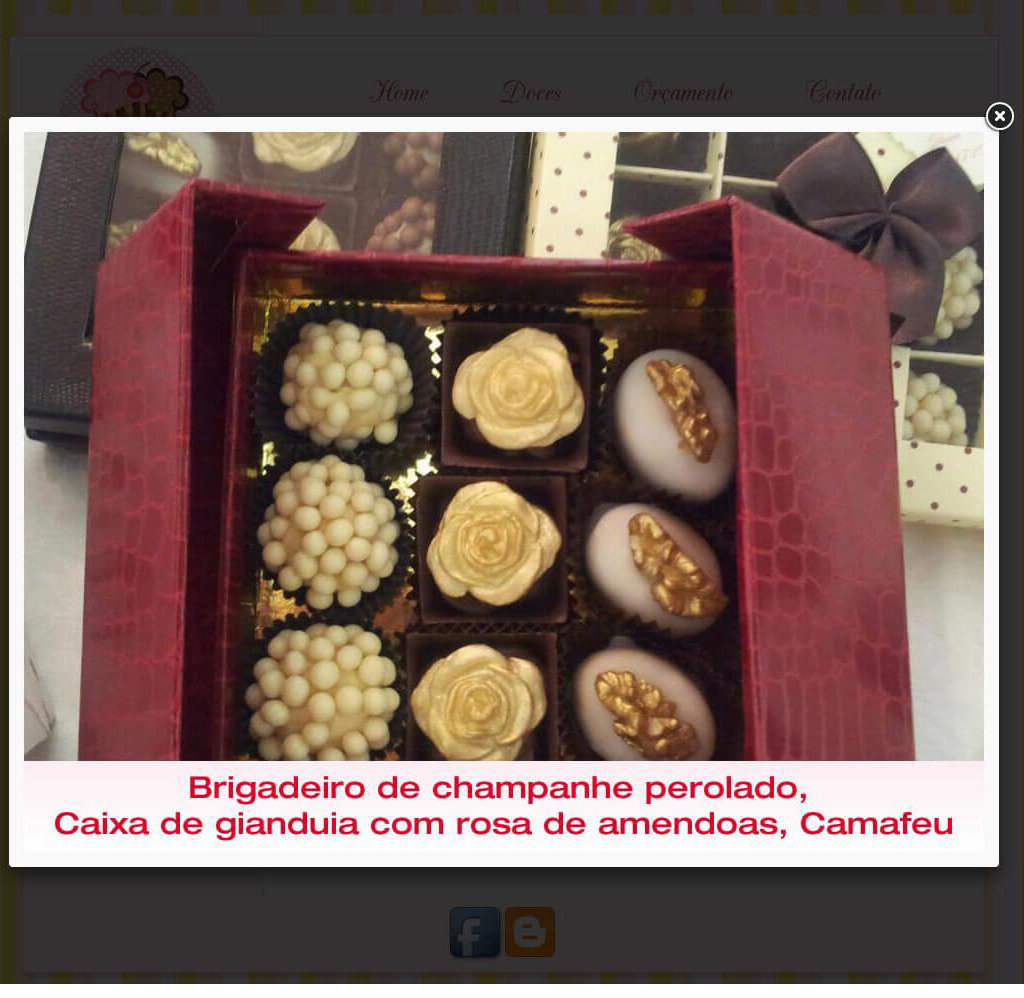 Home Doces Orçamento Contato
Brigadeiro de champanhe perolado,
Caixa de gianduia com rosa de amendoas, Camafeu